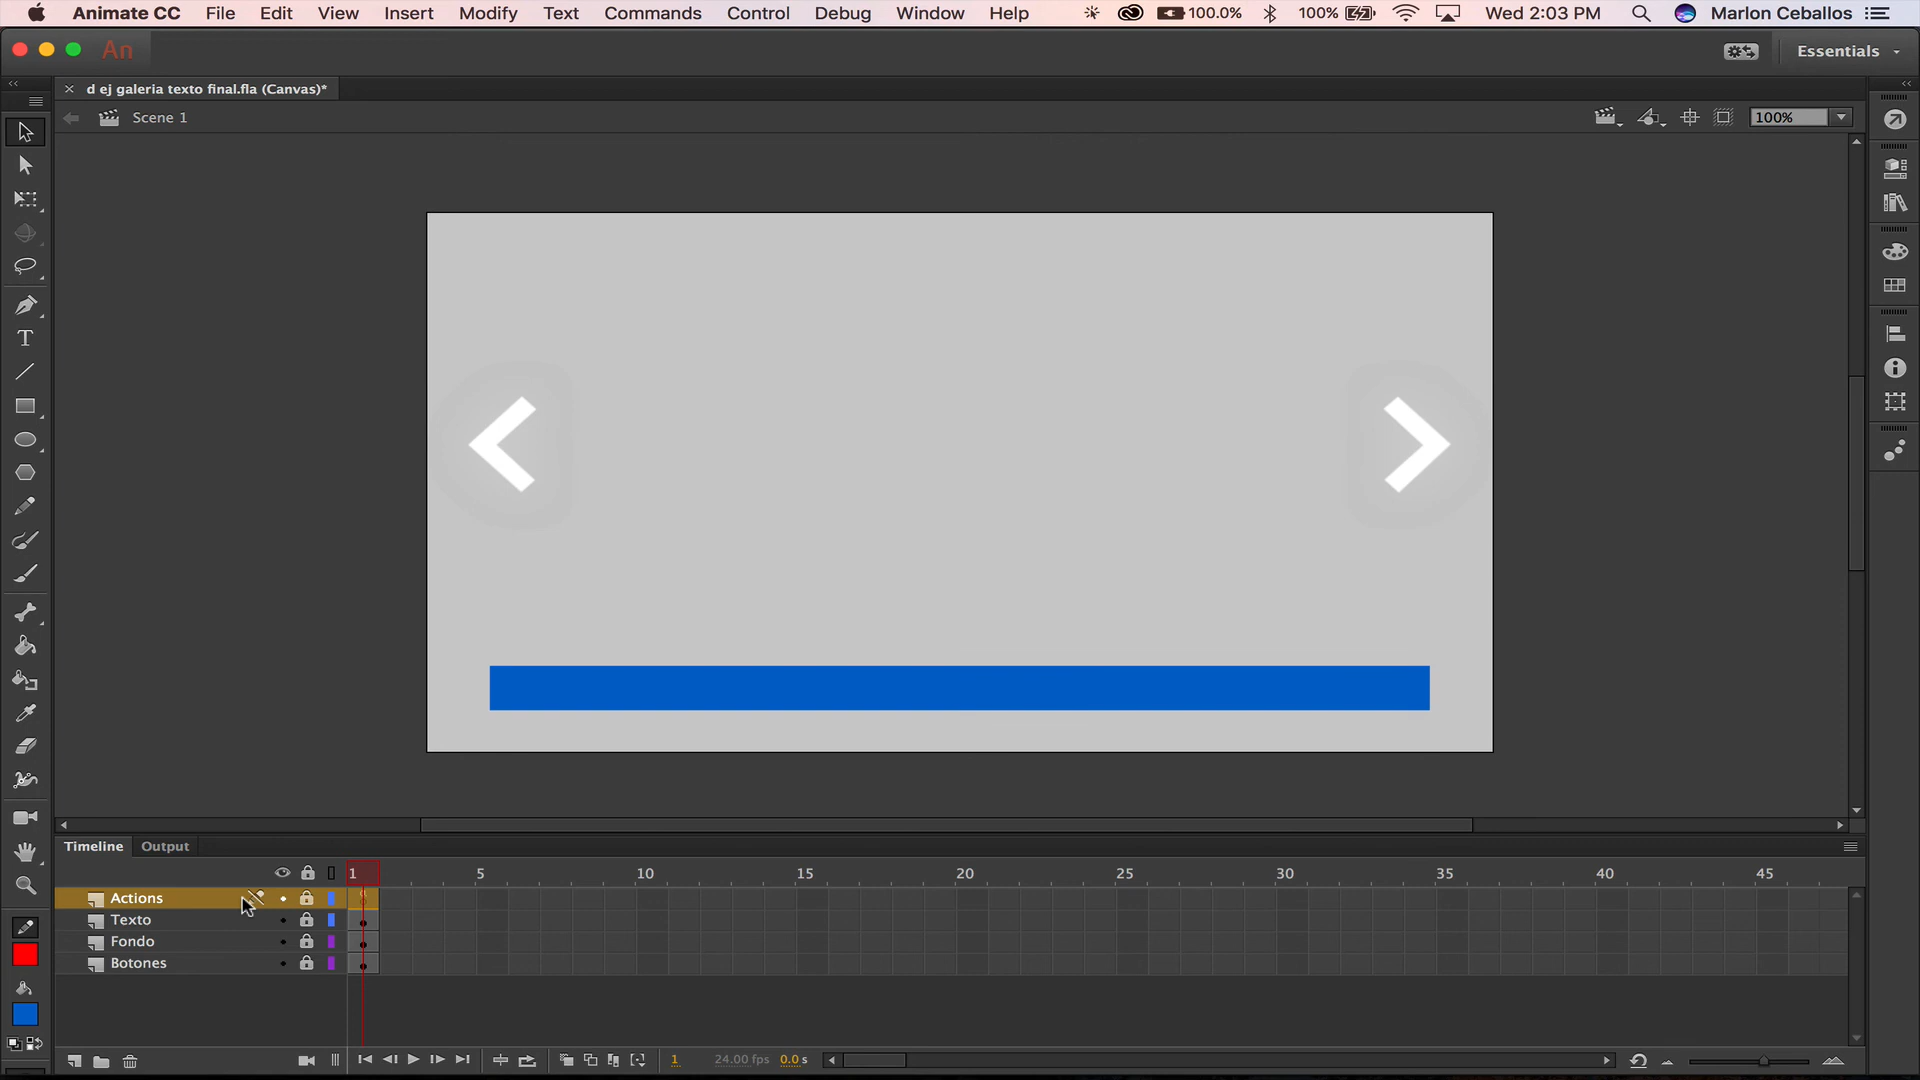 Animate CC File Edit View Insert Modify Text Commands Control Debug Window Help 100.0% 100% Wed 2:03 PM Marlon Ceballos
An Essentials
d ej galeria texto final.fla (Canvas)*
Scene 1 100%
T
Timeline Output
1 5 10 15 20 25 30 35 40 45
Actions
Texto
Fondo
Botones
1 24.00 fps 0.0 s